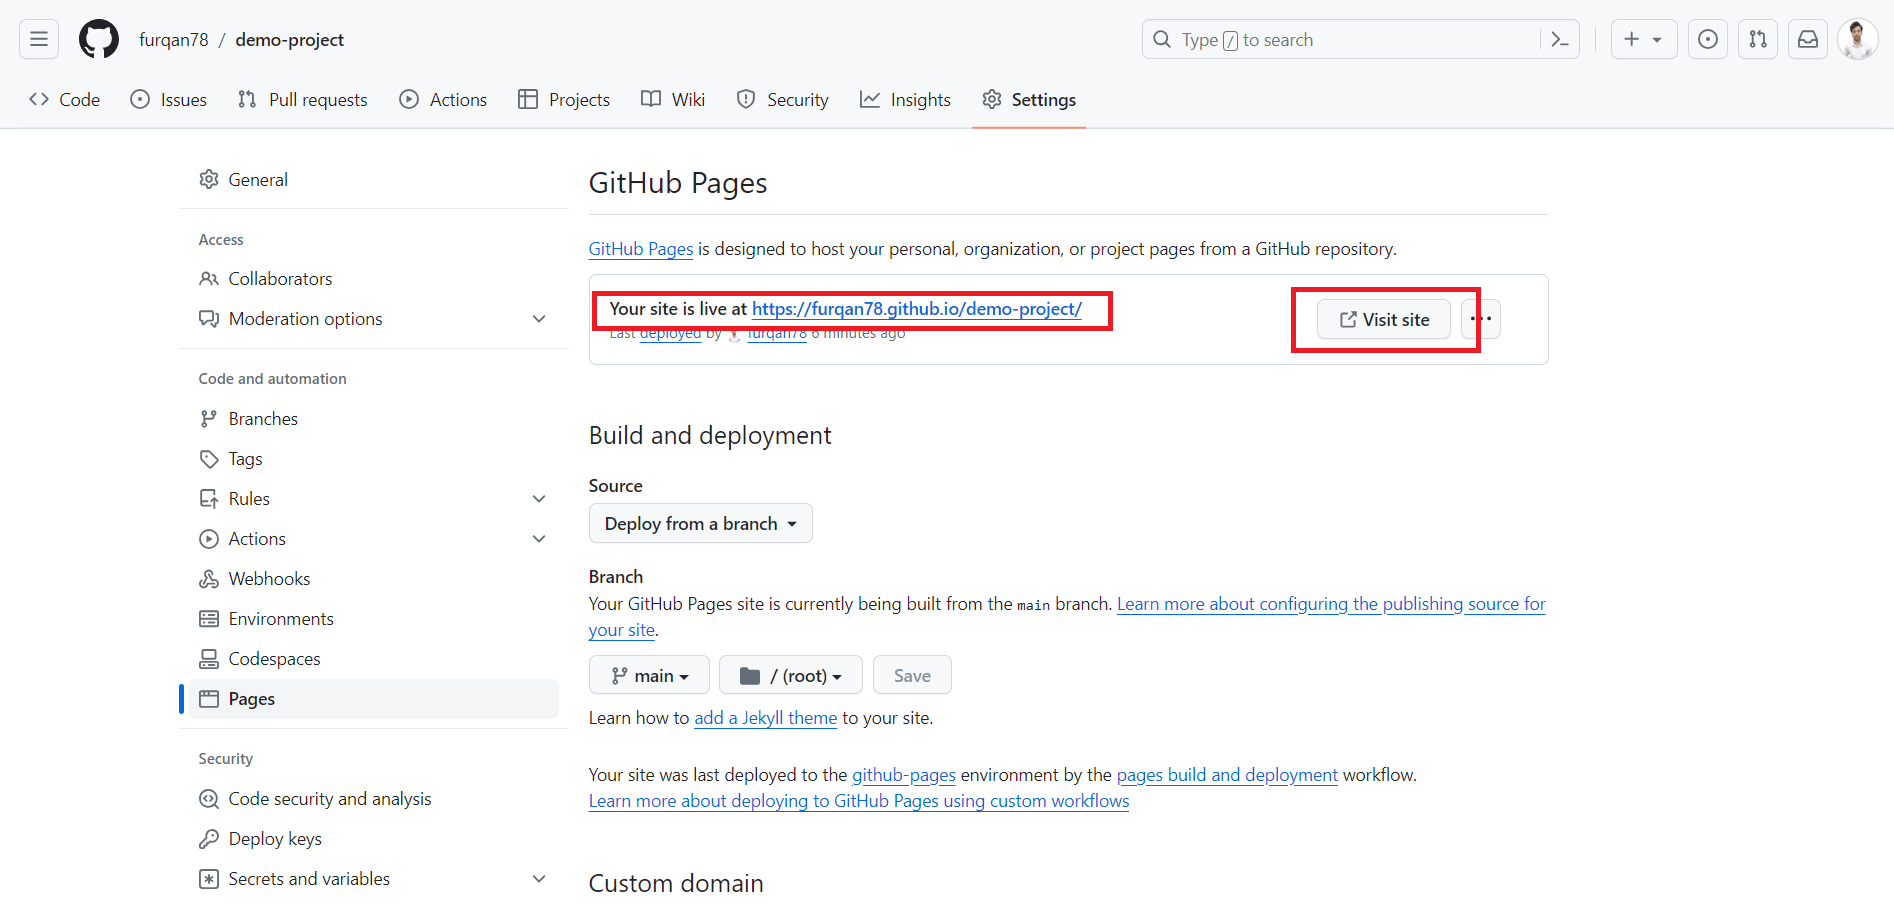 furqan78 / demo-project
Type / to search
Code Issues Pull requests Actions Projects Wiki Security Insights Settings
General
Access
Collaborators
Moderation options
Code and automation
Branches
Tags
Rules
Actions
Webhooks
Environments
Codespaces
Pages
Security
Code security and analysis
Deploy keys
Secrets and variables
GitHub Pages
GitHub Pages is designed to host your personal, organization, or project pages from a GitHub repository.
Your site is live at https://furqan78.github.io/demo-project/
Last deployed by furqan78 6 minutes ago
Visit site
Build and deployment
Source
Deploy from a branch
Branch
Your GitHub Pages site is currently being built from the main branch. Learn more about configuring the publishing source for
your site.
main / (root) Save
Learn how to add a Jekyll theme to your site.
Your site was last deployed to the github-pages environment by the pages build and deployment workflow.
Learn more about deploying to GitHub Pages using custom workflows
Custom domain